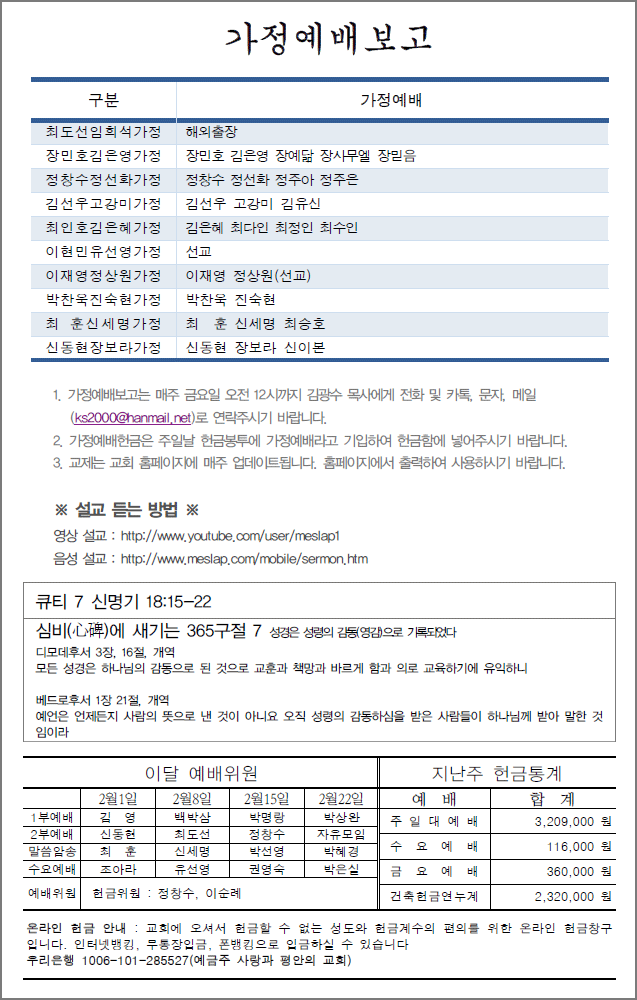 가정예배보고
구분 가정예배
최도선임희석가정 해외출장
장민호김은영가정 장민호 김은영 장예닮 장사무엘 장믿음
정창수정선화가정 정창수 정선화 정주아 정주은
김선우고강미가정 김선우 고강미 김유신
최인호김은혜가정 김은혜 최다인 최정인 최수인
이현민유선영가정 선교
이재영정상원가정 이재영 정상원(선교)
박찬욱진숙현가정 박찬욱 진숙현
최 훈신세명가정 최 훈 신세명 최승호
신동현장보라가정 신동현 장보라 신이본
1. 가정예배보고는 매주 금요일 오전 12시까지 김광수 목사에게 전화 및 카톡, 문자, 메일
(ks2000@hanmail.net)로 연락주시기 바랍니다.
2. 가정예배헌금은 주일날 헌금봉투에 가정예배라고 기입하여 헌금함에 넣어주시기 바랍니다.
3. 교제는 교회 홈페이지에 매주 업데이트됩니다. 홈페이지에서 출력하여 사용하시기 바랍니다.
※ 설교 듣는 방법 ※
영상 설교 : http://www.youtube.com/user/meslap1
음성 설교 : http://www.meslap.com/mobile/sermon.htm
큐티 7 신명기 18:15-22
심비(心碑)에 새기는 365구절 7 성경은 성령의 감동(영감)으로 기록되었다
디모데후서 3장, 16절, 개역
모든 성경은 하나님의 감동으로 된 것으로 교훈과 책망과 바르게 함과 의로 교육하기에 유익하니
베드로후서 1장 21절, 개역
예언은 언제든지 사람의 뜻으로 낸 것이 아니요 오직 성령의 감동하심을 받은 사람들이 하나님께 받아 말한 것
임이라
이달 예배위원
2월1일 2월8일 2월15일 2월22일
1부예배 김 영 백박삼 박명랑 박상완
2부예배 신동현 최도선 정창수 자유모임
말씀암송 최 훈 신세명 박선영 박혜경
수요예배 조아라 유선영 권영숙 박은실
예배위원 헌금위원 : 정창수, 이순례
지난주 헌금통계
예 배 합 계
주 일 대 예 배 3,209,000 원
수 요 예 배 116,000 원
금 요 예 배 360,000 원
건축헌금연누계 2,320,000 원
온라인 헌금 안내 : 교회에 오셔서 헌금할 수 없는 성도와 헌금계수의 편의를 위한 온라인 헌금창구
입니다. 인터넷뱅킹, 무통장입금, 폰뱅킹으로 입금하실 수 있습니다
우리은행 1006-101-285527(예금주 사랑과 평안의 교회)